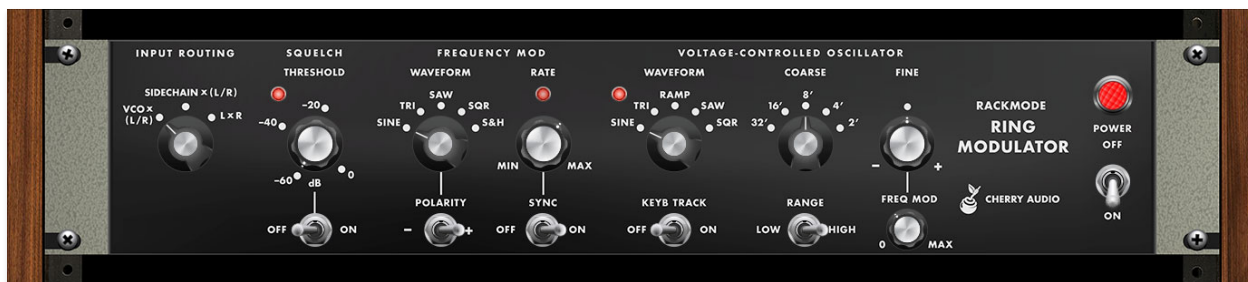 INPUT ROUTING
SQUELCH
FREQUENCY MOD
VOLTAGE-CONTROLLED OSCILLATOR
SIDECHAIN x (L/R)
VCO x
(L/R)
L x R
THRESHOLD
-20
-40
-60
0
dB
OFF
ON
WAVEFORM
SAW
TRI
SQR
SINE
S&H
POLARITY
-
+
RATE
MIN
MAX
SYNC
OFF
ON
WAVEFORM
RAMP
TRI
SAW
SINE
SQR
KEYB TRACK
OFF
ON
COARSE
8'
16'
4'
32'
2'
RANGE
LOW
HIGH
FINE
-
+
FREQ MOD
0
MAX
RACKMODE
RING
MODULATOR
CHERRY AUDIO
POWER
OFF
ON